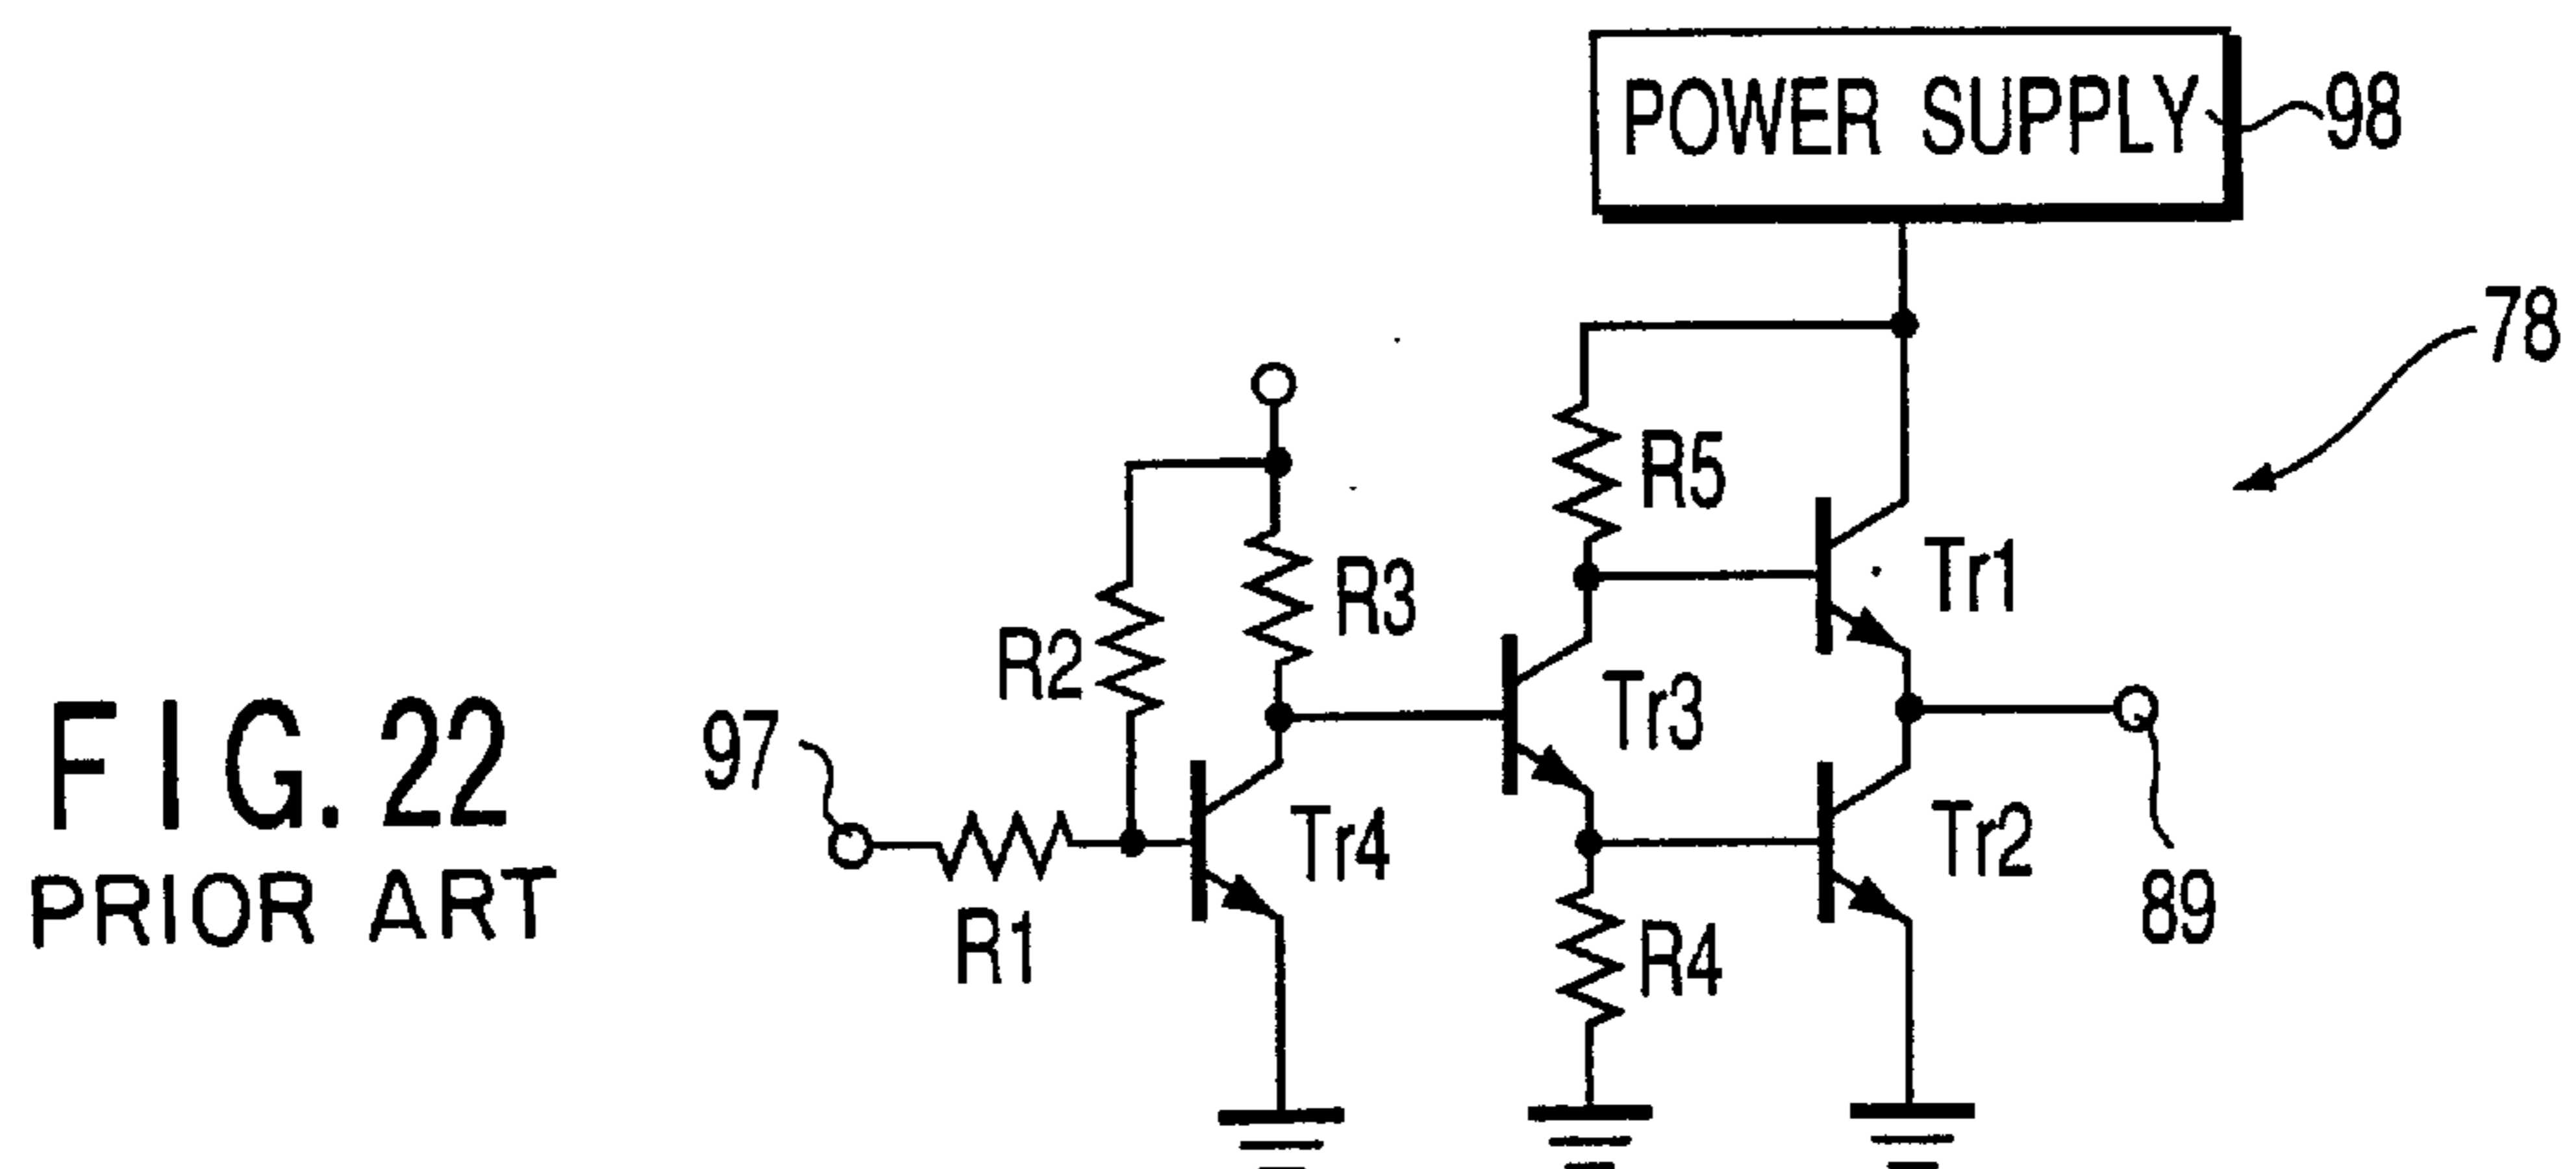 POWER SUPPLY
98
78
R5
Tr1
R3
R2
Tr3
97
Tr4
Tr2
R1
R4
89
FIG. 22
PRIOR ART